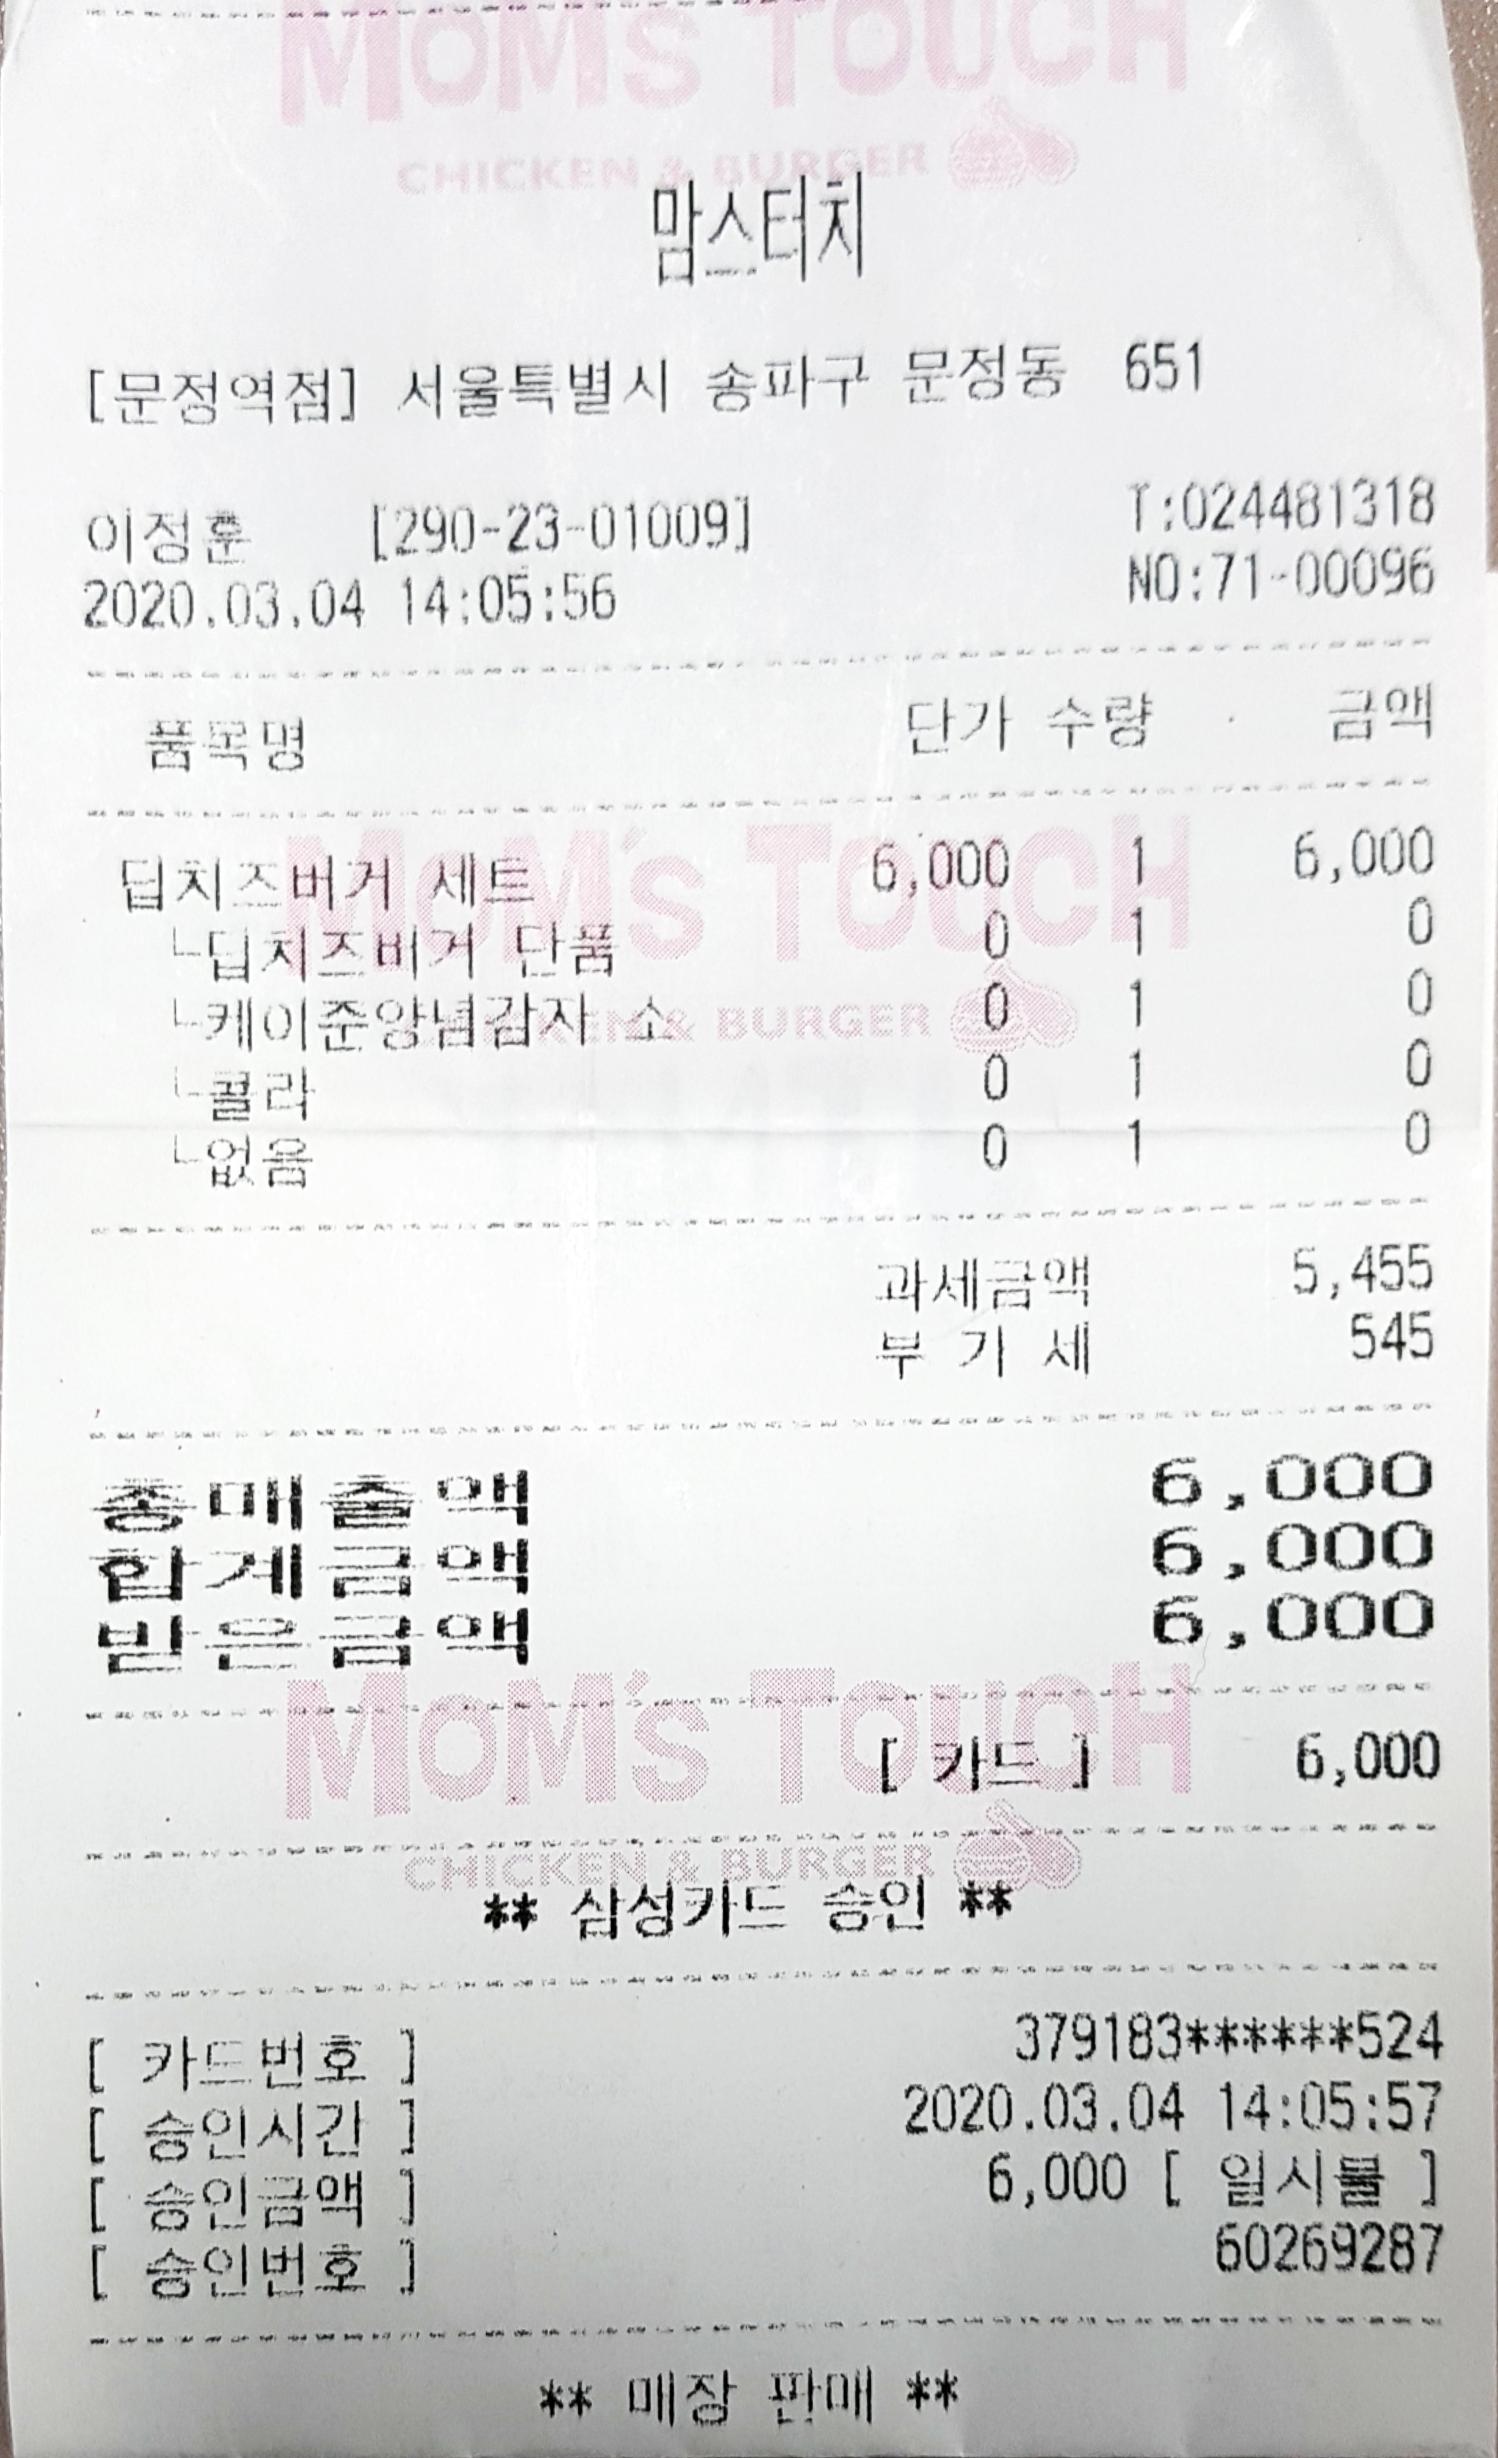 MOM'S TOUCH
CHICKEN & BURGER
맘스터치
[문정역점] 서울특별시 송파구 문정동 651
이정훈 [290-23-01009] T:024481318
2020.03.04 14:05:56 NO:71-00096
품목명 단가 수량 금액
MOM'S TOUCH
딥치즈버거 세트 6,000 1 6,000
└딥치즈버거 단품 0 1 0
CHICKEN & BURGER
└케이준양념감자 소 0 1 0
└콜라 0 1 0
└없음 0 1 0
과세금액 5,455
부 가 세 545
총매출액 6,000
합계금액 6,000
받은금액 6,000
MOM'S TOUCH
[ 카드 ] 6,000
CHICKEN & BURGER
** 삼성카드 승인 **
[ 카드번호 ] 379183******524
[ 승인시간 ] 2020.03.04 14:05:57
[ 승인금액 ] 6,000 [ 일시불 ]
[ 승인번호 ] 60269287
** 매장 판매 **